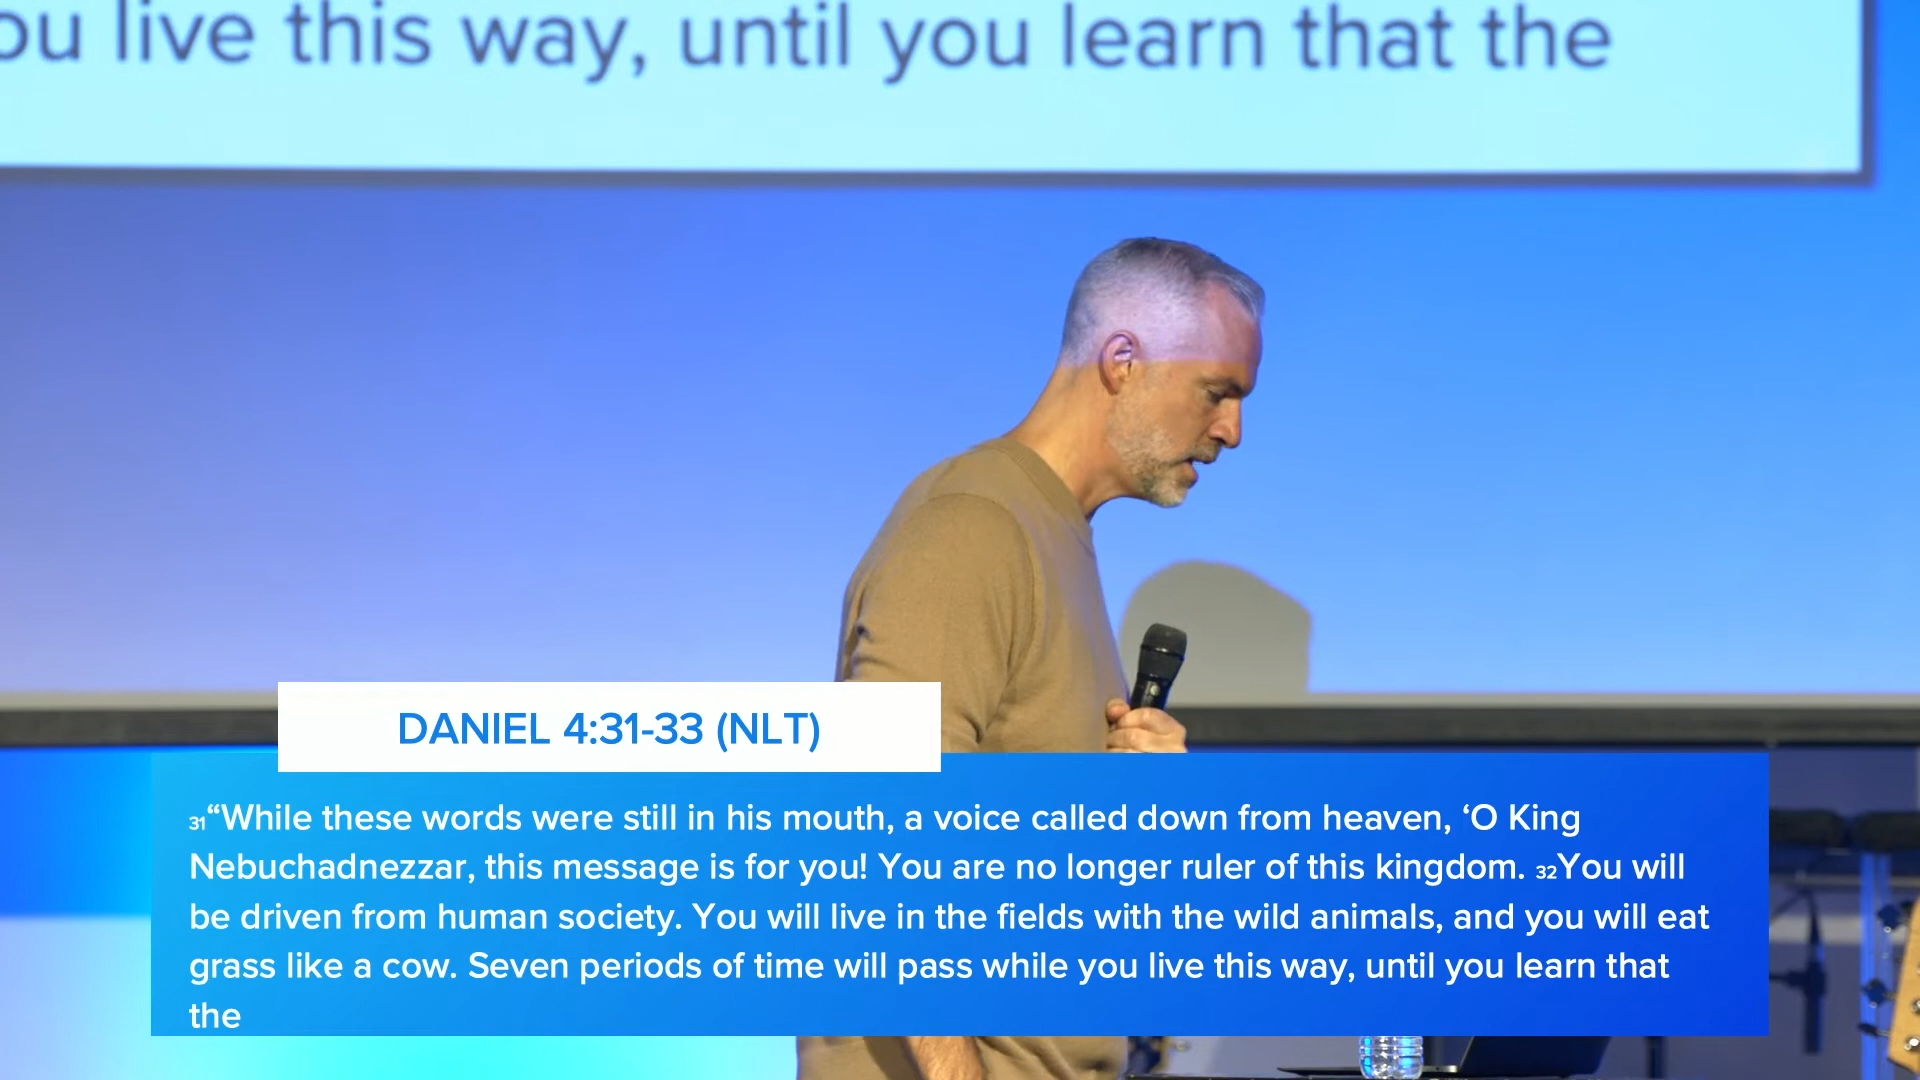 ou live this way, until you learn that the
DANIEL 4:31-33 (NLT)
31“While these words were still in his mouth, a voice called down from heaven, ‘O King
Nebuchadnezzar, this message is for you! You are no longer ruler of this kingdom. 32You will
be driven from human society. You will live in the fields with the wild animals, and you will eat
grass like a cow. Seven periods of time will pass while you live this way, until you learn that
the